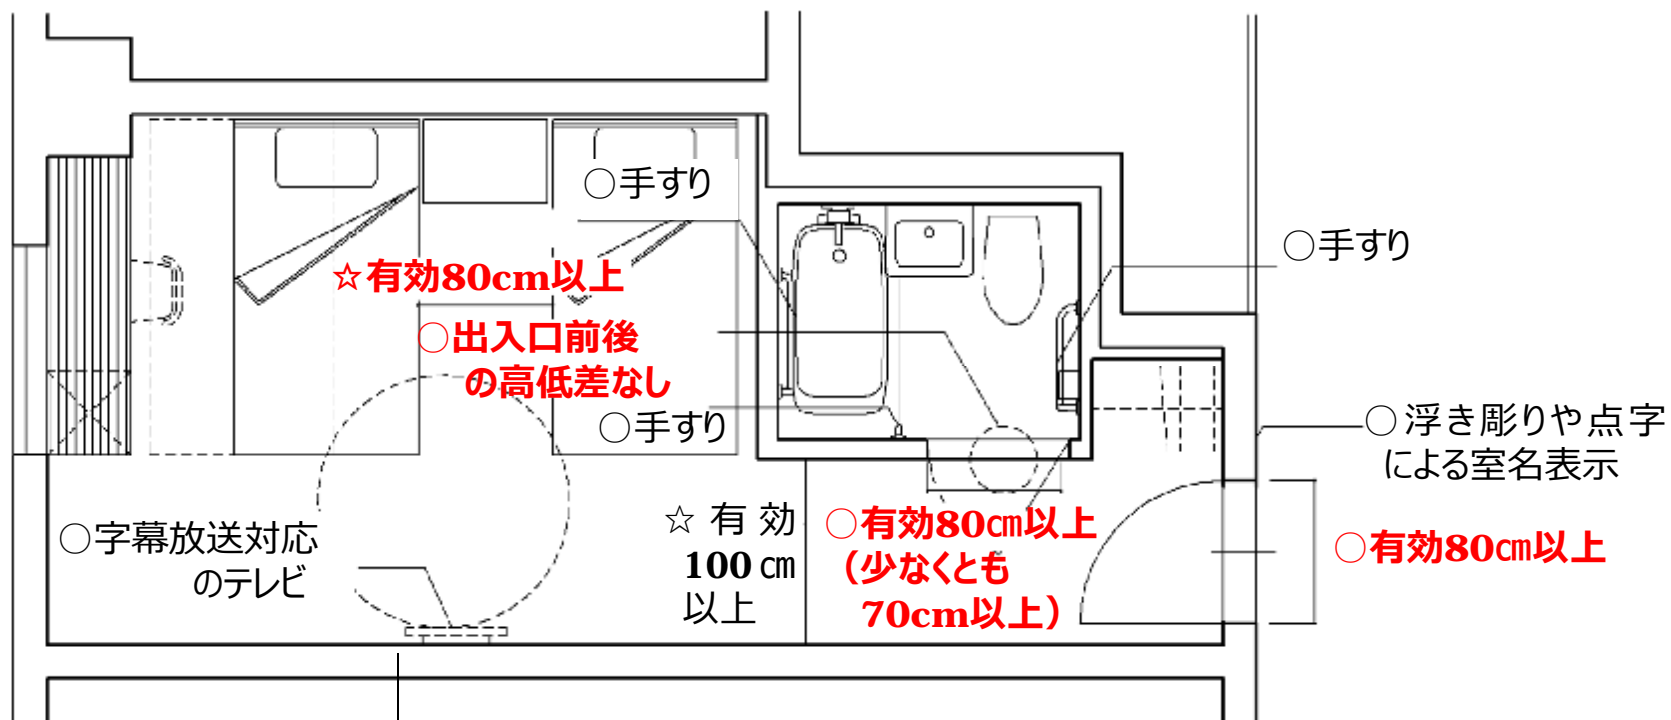 ○手すり
○手すり
☆有効80cm以上
○出入口前後
の高低差なし
○手すり
○浮き彫りや点字
による室名表示
○字幕放送対応
のテレビ
☆有効
100㎝
以上
○有効80㎝以上
（少なくとも
70cm以上）
○有効80㎝以上